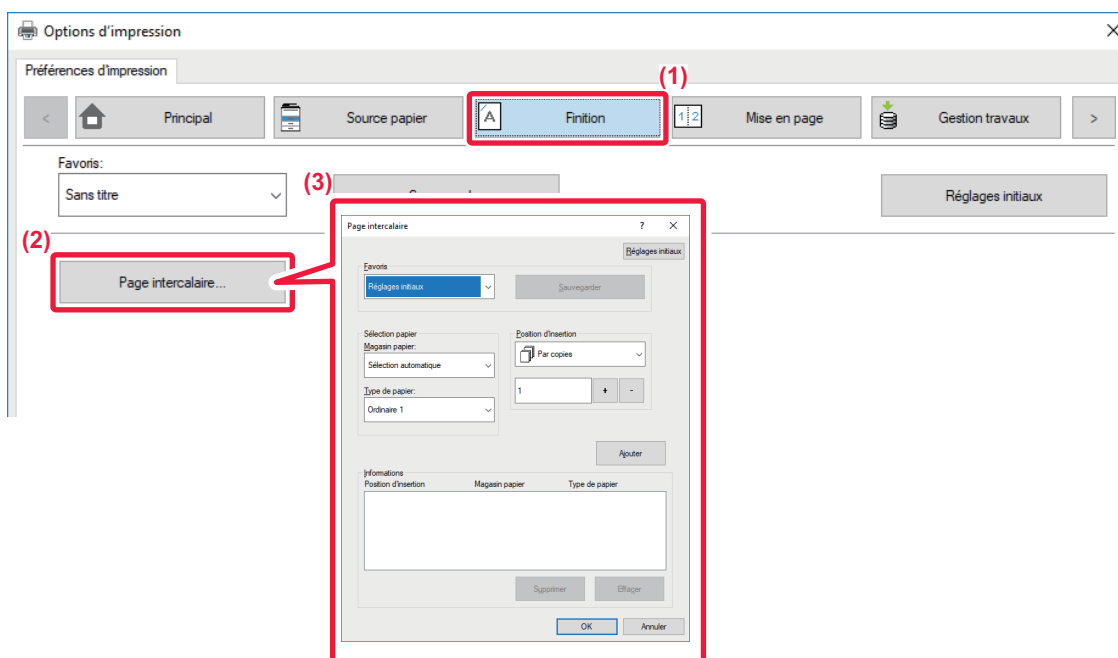 Options d'impression
Préférences d'impression
(1)
< Principal Source papier A Finition 1 2 Mise en page Gestion travaux >
Favoris:
Sans titre
(3)
Réglages initiaux
(2)
Page intercalaire...
Page intercalaire ? ×
Réglages initiaux
Favoris
Réglages initiaux Sauvegarder
Sélection papier Position d'insertion
Magasin papier: Par copies
Sélection automatique
Type de papier: 1 + -
Ordinaire 1
Ajouter
Informations
Position d'insertion Magasin papier Type de papier
Supprimer Effaçer
OK Annuler